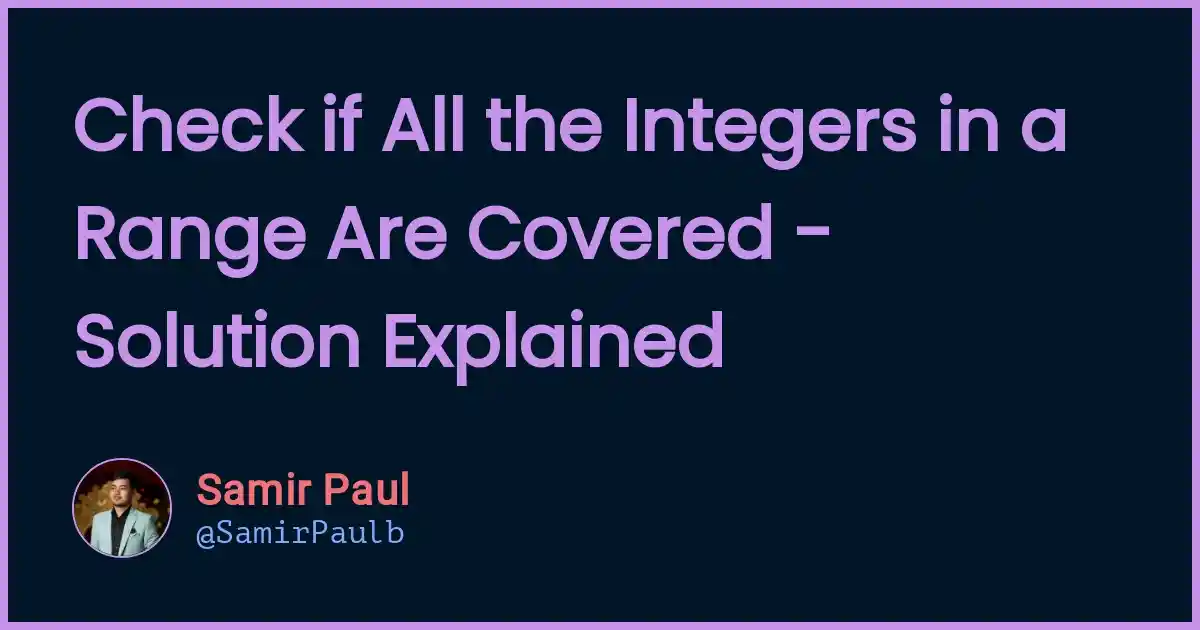 Check if All the Integers in a
Range Are Covered -
Solution Explained
Samir Paul
@SamirPaulb